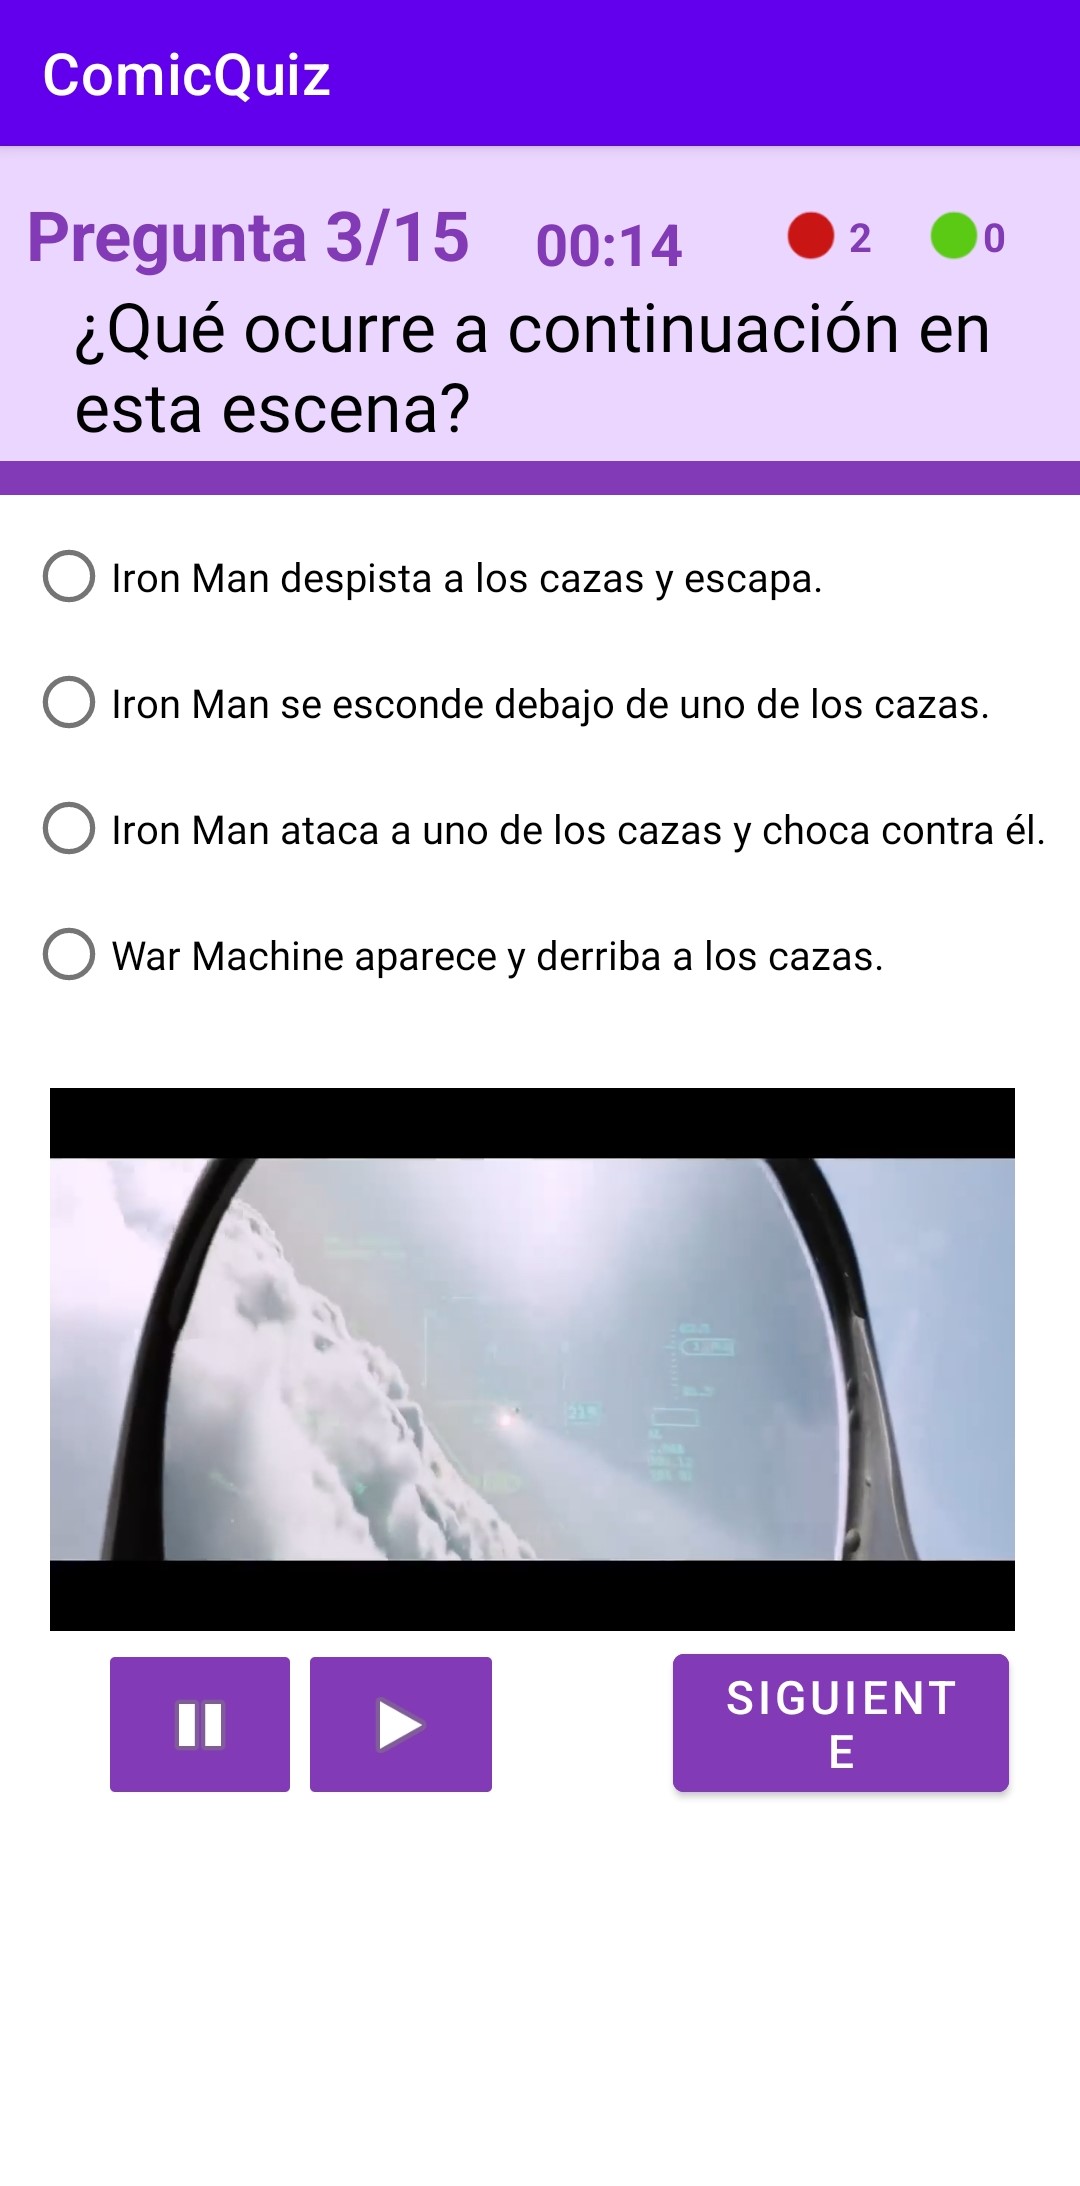 ComicQuiz
Pregunta 3/15 00:14 2 0
¿Qué ocurre a continuación en
esta escena?
Iron Man despista a los cazas y escapa.
Iron Man se esconde debajo de uno de los cazas.
Iron Man ataca a uno de los cazas y choca contra él.
War Machine aparece y derriba a los cazas.
SIGUIENT
E